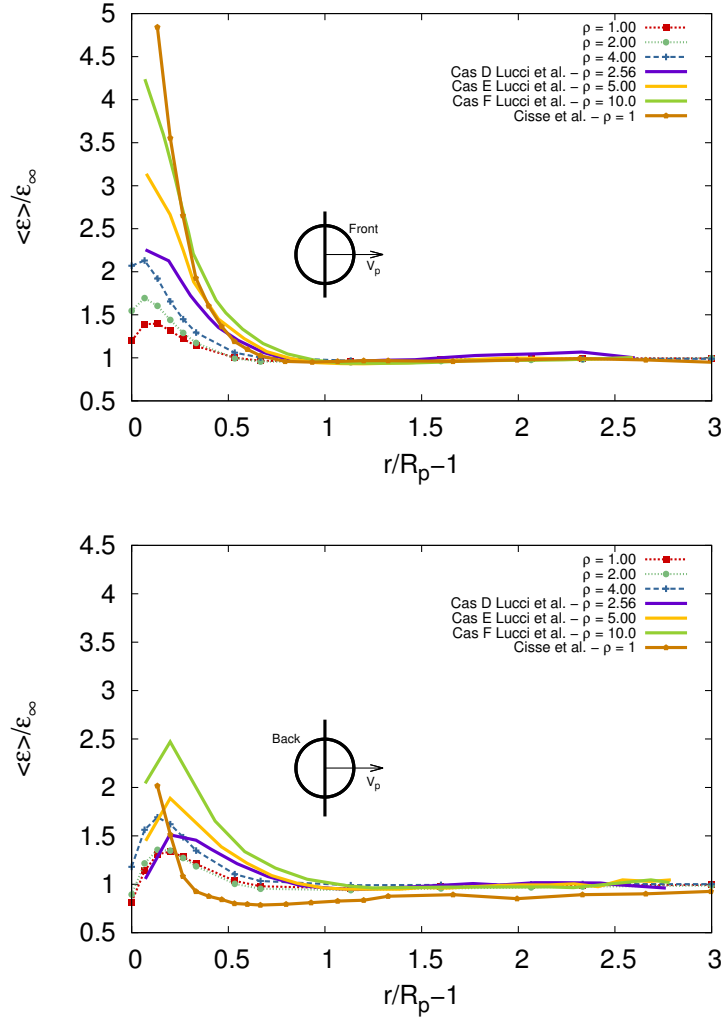 5
4.5
4
3.5
3
2.5
2
1.5
1
0.5
<ε>/ε∞
ρ = 1.00
ρ = 2.00
ρ = 4.00
Cas D Lucci et al. − ρ = 2.56
Cas E Lucci et al. − ρ = 5.00
Cas F Lucci et al. − ρ = 10.0
Cisse et al. − ρ = 1
Front
Vp
0 0.5 1 1.5 2 2.5 3
r/Rp−1
4.5
4
3.5
3
2.5
2
1.5
1
0.5
<ε>/ε∞
ρ = 1.00
ρ = 2.00
ρ = 4.00
Cas D Lucci et al. − ρ = 2.56
Cas E Lucci et al. − ρ = 5.00
Cas F Lucci et al. − ρ = 10.0
Cisse et al. − ρ = 1
Back
Vp
0 0.5 1 1.5 2 2.5 3
r/Rp−1